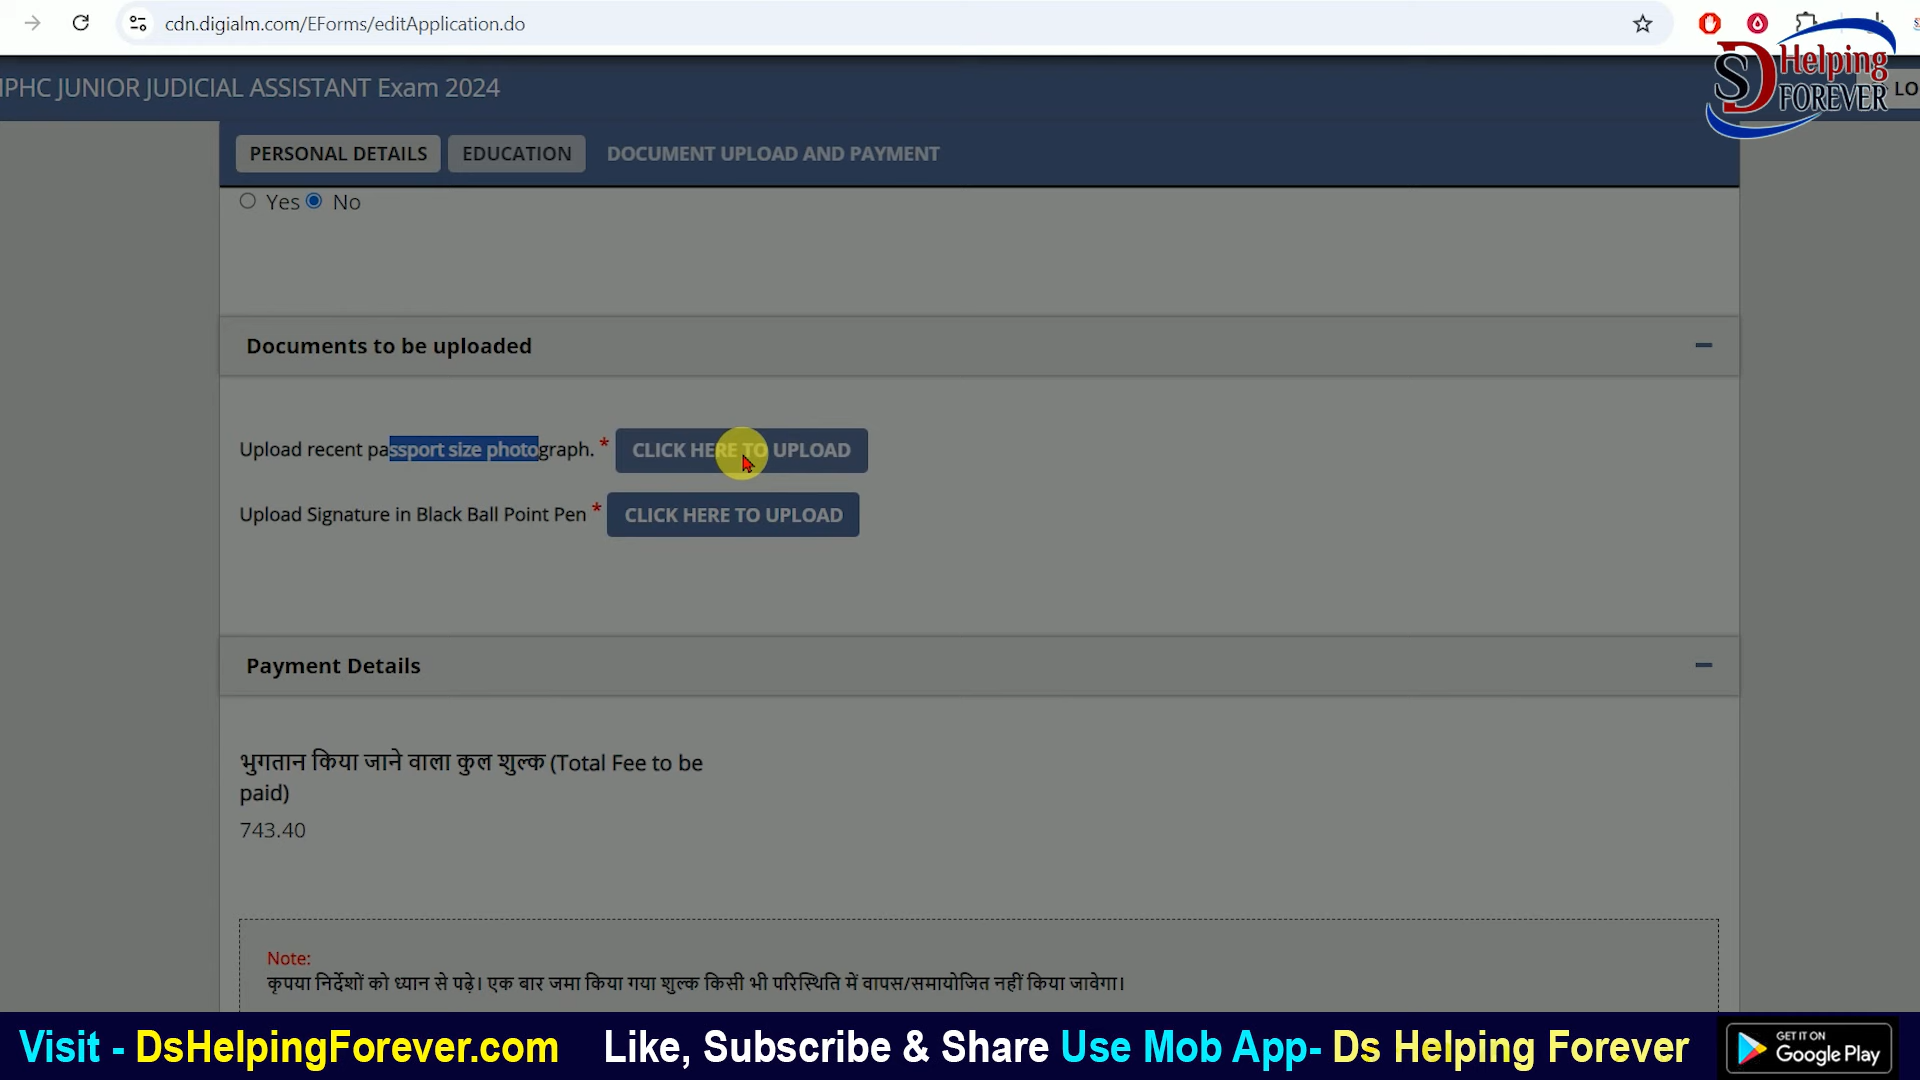 cdn.digialm.com/EForms/editApplication.do
IPHC JUNIOR JUDICIAL ASSISTANT Exam 2024
SD Helping FOREVER
LO
PERSONAL DETAILS EDUCATION DOCUMENT UPLOAD AND PAYMENT
Yes No
Documents to be uploaded
Upload recent passport size photograph. * CLICK HERE TO UPLOAD
Upload Signature in Black Ball Point Pen * CLICK HERE TO UPLOAD
Payment Details
भुगतान किया जाने वाला कुल शुल्क (Total Fee to be
paid)
743.40
Note:
कृपया निर्देशों को ध्यान से पढ़े। एक बार जमा किया गया शुल्क किसी भी परिस्थिति में वापस/समायोजित नहीं किया जावेगा।
Visit - DsHelpingForever.com Like, Subscribe & Share Use Mob App- Ds Helping Forever
GET IT ON
Google Play